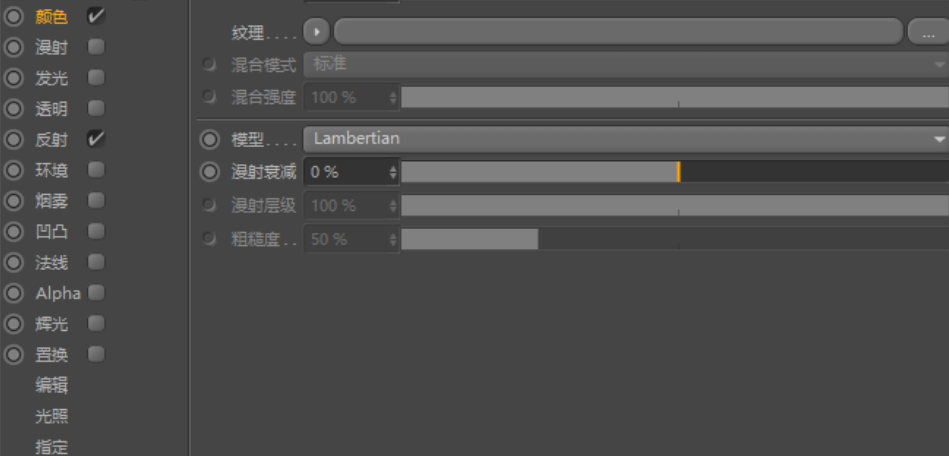 颜色
漫射
发光
透明
反射
环境
烟雾
凹凸
法线
Alpha
辉光
置换
编辑
光照
指定
纹理.... ...
混合模式 标准
混合强度 100 %
模型.... Lambertian
漫射衰减 0 %
漫射层级 100 %
粗糙度.. 50 %